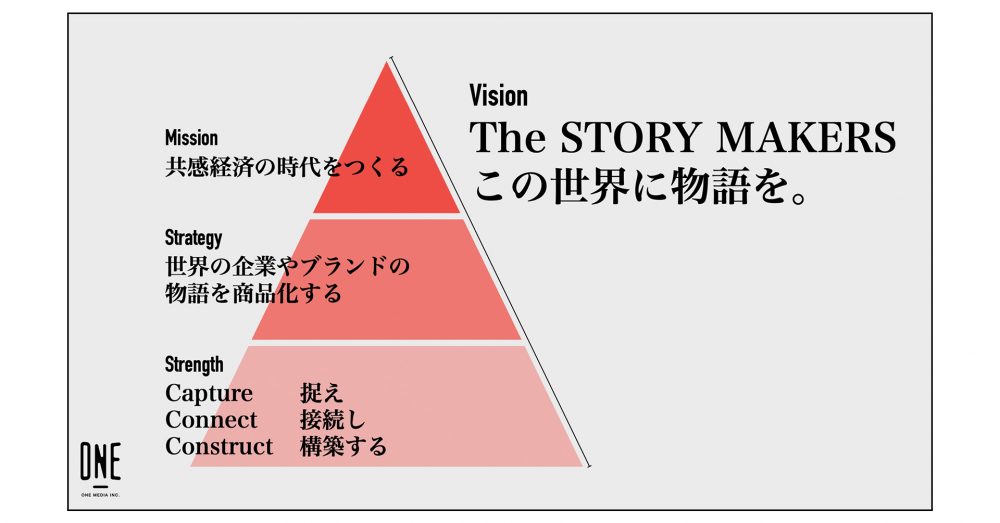 Vision
The STORY MAKERS
この世界に物語を。
Mission
共感経済の時代をつくる
Strategy
世界の企業やブランドの
物語を商品化する
Strength
Capture 捉え
Connect 接続し
Construct 構築する
ONE
ONE MEDIA INC.